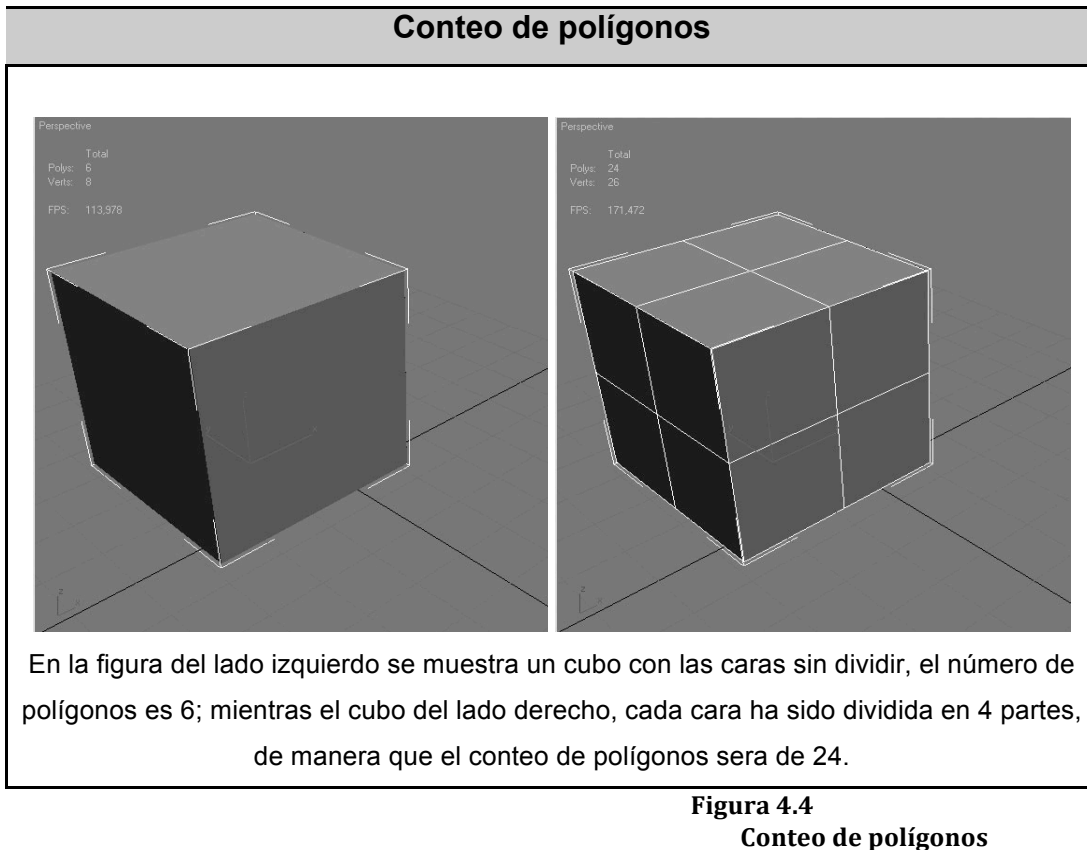 Conteo de polígonos
Perspective
Total
Polys: 6
Verts: 8
FPS: 113,978
Perspective
Total
Polys: 24
Verts: 26
FPS: 171,472
z
x
z
x
En la figura del lado izquierdo se muestra un cubo con las caras sin dividir, el número de
polígonos es 6; mientras el cubo del lado derecho, cada cara ha sido dividida en 4 partes,
de manera que el conteo de polígonos sera de 24.
Figura 4.4
Conteo de polígonos